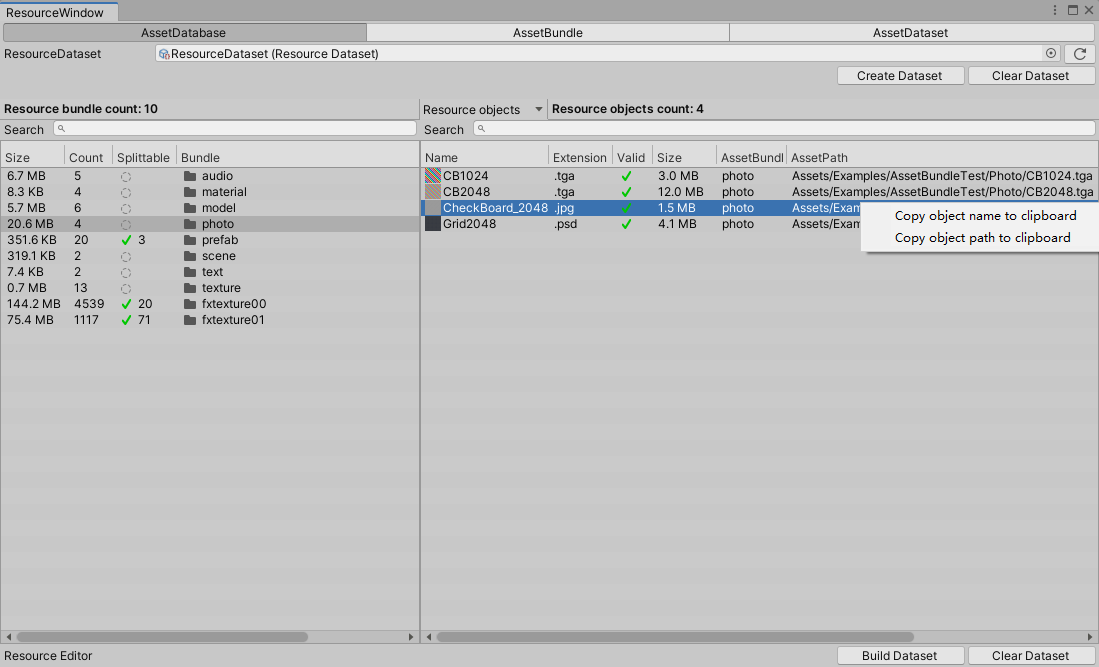 ResourceWindow
AssetDatabase AssetBundle AssetDataset
ResourceDataset ResourceDataset (Resource Dataset)
Create Dataset Clear Dataset
Resource bundle count: 10 Resource objects Resource objects count: 4
Search Search
Size Count Splittable Bundle Name Extension Valid Size AssetBundl AssetPath
6.7 MB 5 audio CB1024 .tga 3.0 MB photo Assets/Examples/AssetBundleTest/Photo/CB1024.tga
8.3 KB 4 material CB2048 .tga 12.0 MB photo Assets/Examples/AssetBundleTest/Photo/CB2048.tga
5.7 MB 6 model CheckBoard_2048 .jpg 1.5 MB photo Assets/Exam
20.6 MB 4 photo Grid2048 .psd 4.1 MB photo Assets/Exam
Copy object name to clipboard
Copy object path to clipboard
351.6 KB 20 3 prefab
319.1 KB 2 scene
7.4 KB 2 text
0.7 MB 13 texture
144.2 MB 4539 20 fxtexture00
75.4 MB 1117 71 fxtexture01
Resource Editor Build Dataset Clear Dataset